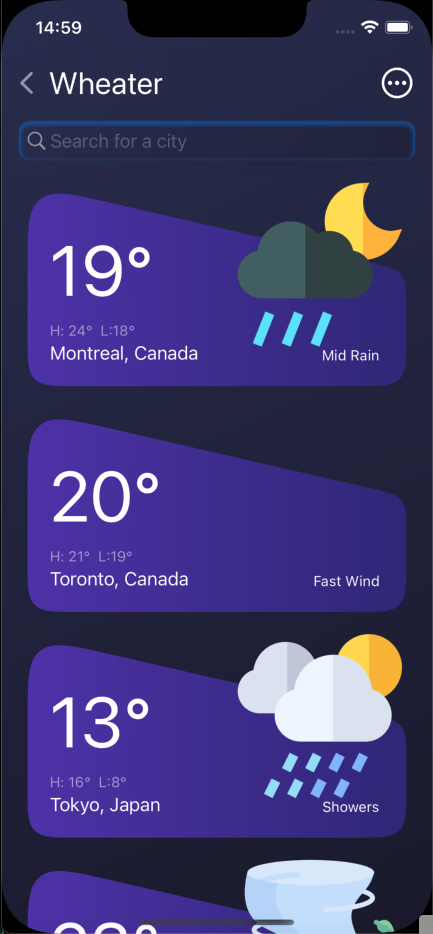 14:59
Wheater
Search for a city
19°
H: 24° L:18°
Montreal, Canada
Mid Rain
20°
H: 21° L:19°
Toronto, Canada
Fast Wind
13°
H: 16° L:8°
Tokyo, Japan
Showers